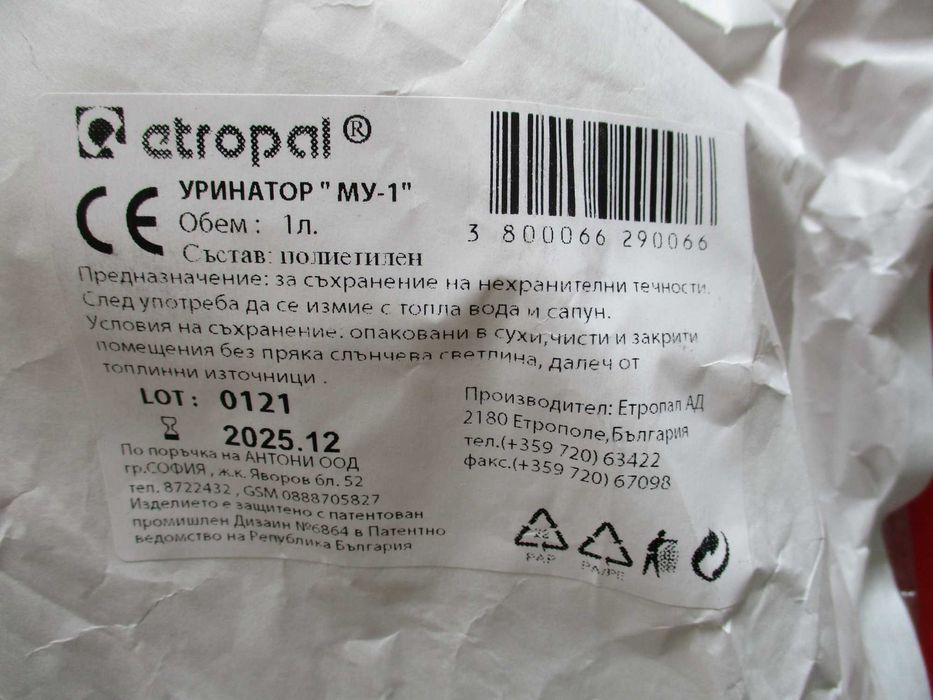 etropal ®
УРИНАТОР " МУ-1"
Обем : 1л.
Състав: полиетилен
3 800066 290066
Предназначение: за съхранение на нехранителни течности.
След употреба да се измие с топла вода и сапун.
Условия на съхранение: опаковани в сухи,чисти и закрити
помещения без пряка слънчева светлина, далеч от
топлинни източници .
LOT : 0121
2025.12
По поръчка на АНТОНИ ООД
гр.СОФИЯ , ж.к. Яворов бл. 52
тел. 8722432 , GSM 0888705827
Изделието е защитено с патентован
промишлен Дизаин №6864 в Патентно
ведомство на Република България
Производител: Етропал АД
2180 Етрополе,България
тел.(+359 720) 63422
факс.(+359 720) 67098
22
PAP
PA/PE